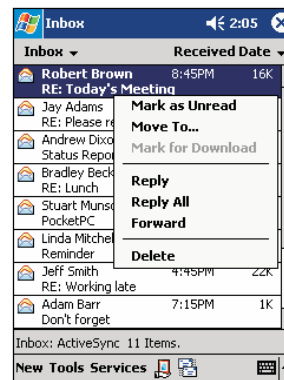 Inbox 2:05
Inbox Received Date
Robert Brown 8:45PM 16K
RE: Today's Meeting
Jay Adams
RE: Please re
Mark as Unread
Move To...
Mark for Download
Reply
Reply All
Forward
Delete
Andrew Dixo
Status Repor
Bradley Beck
RE: Lunch
Stuart Munso
PocketPC
Linda Mitchel
Reminder
Jeff Smith 4:45PM 22K
RE: Working late
Adam Barr 7:15PM 1K
Don't forget
Inbox: ActiveSync 11 Items.
New Tools Services